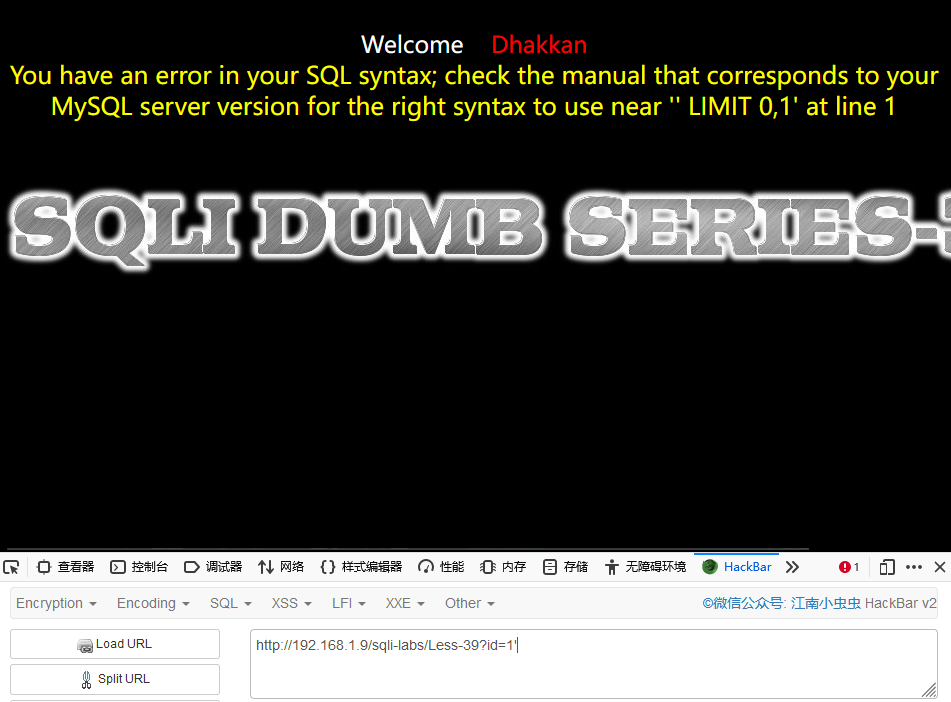 Welcome Dhakkan
You have an error in your SQL syntax; check the manual that corresponds to your
MySQL server version for the right syntax to use near '' LIMIT 0,1' at line 1
SQLI DUMB SERIES-
查看器 控制台 调试器 网络 样式编辑器 性能 内存 存储 无障碍环境 HackBar 1
Encryption Encoding SQL XSS LFI XXE Other ©微信公众号: 江南小虫虫 HackBar v2
Load URL
http://192.168.1.9/sqli-labs/Less-39?id=1'
Split URL